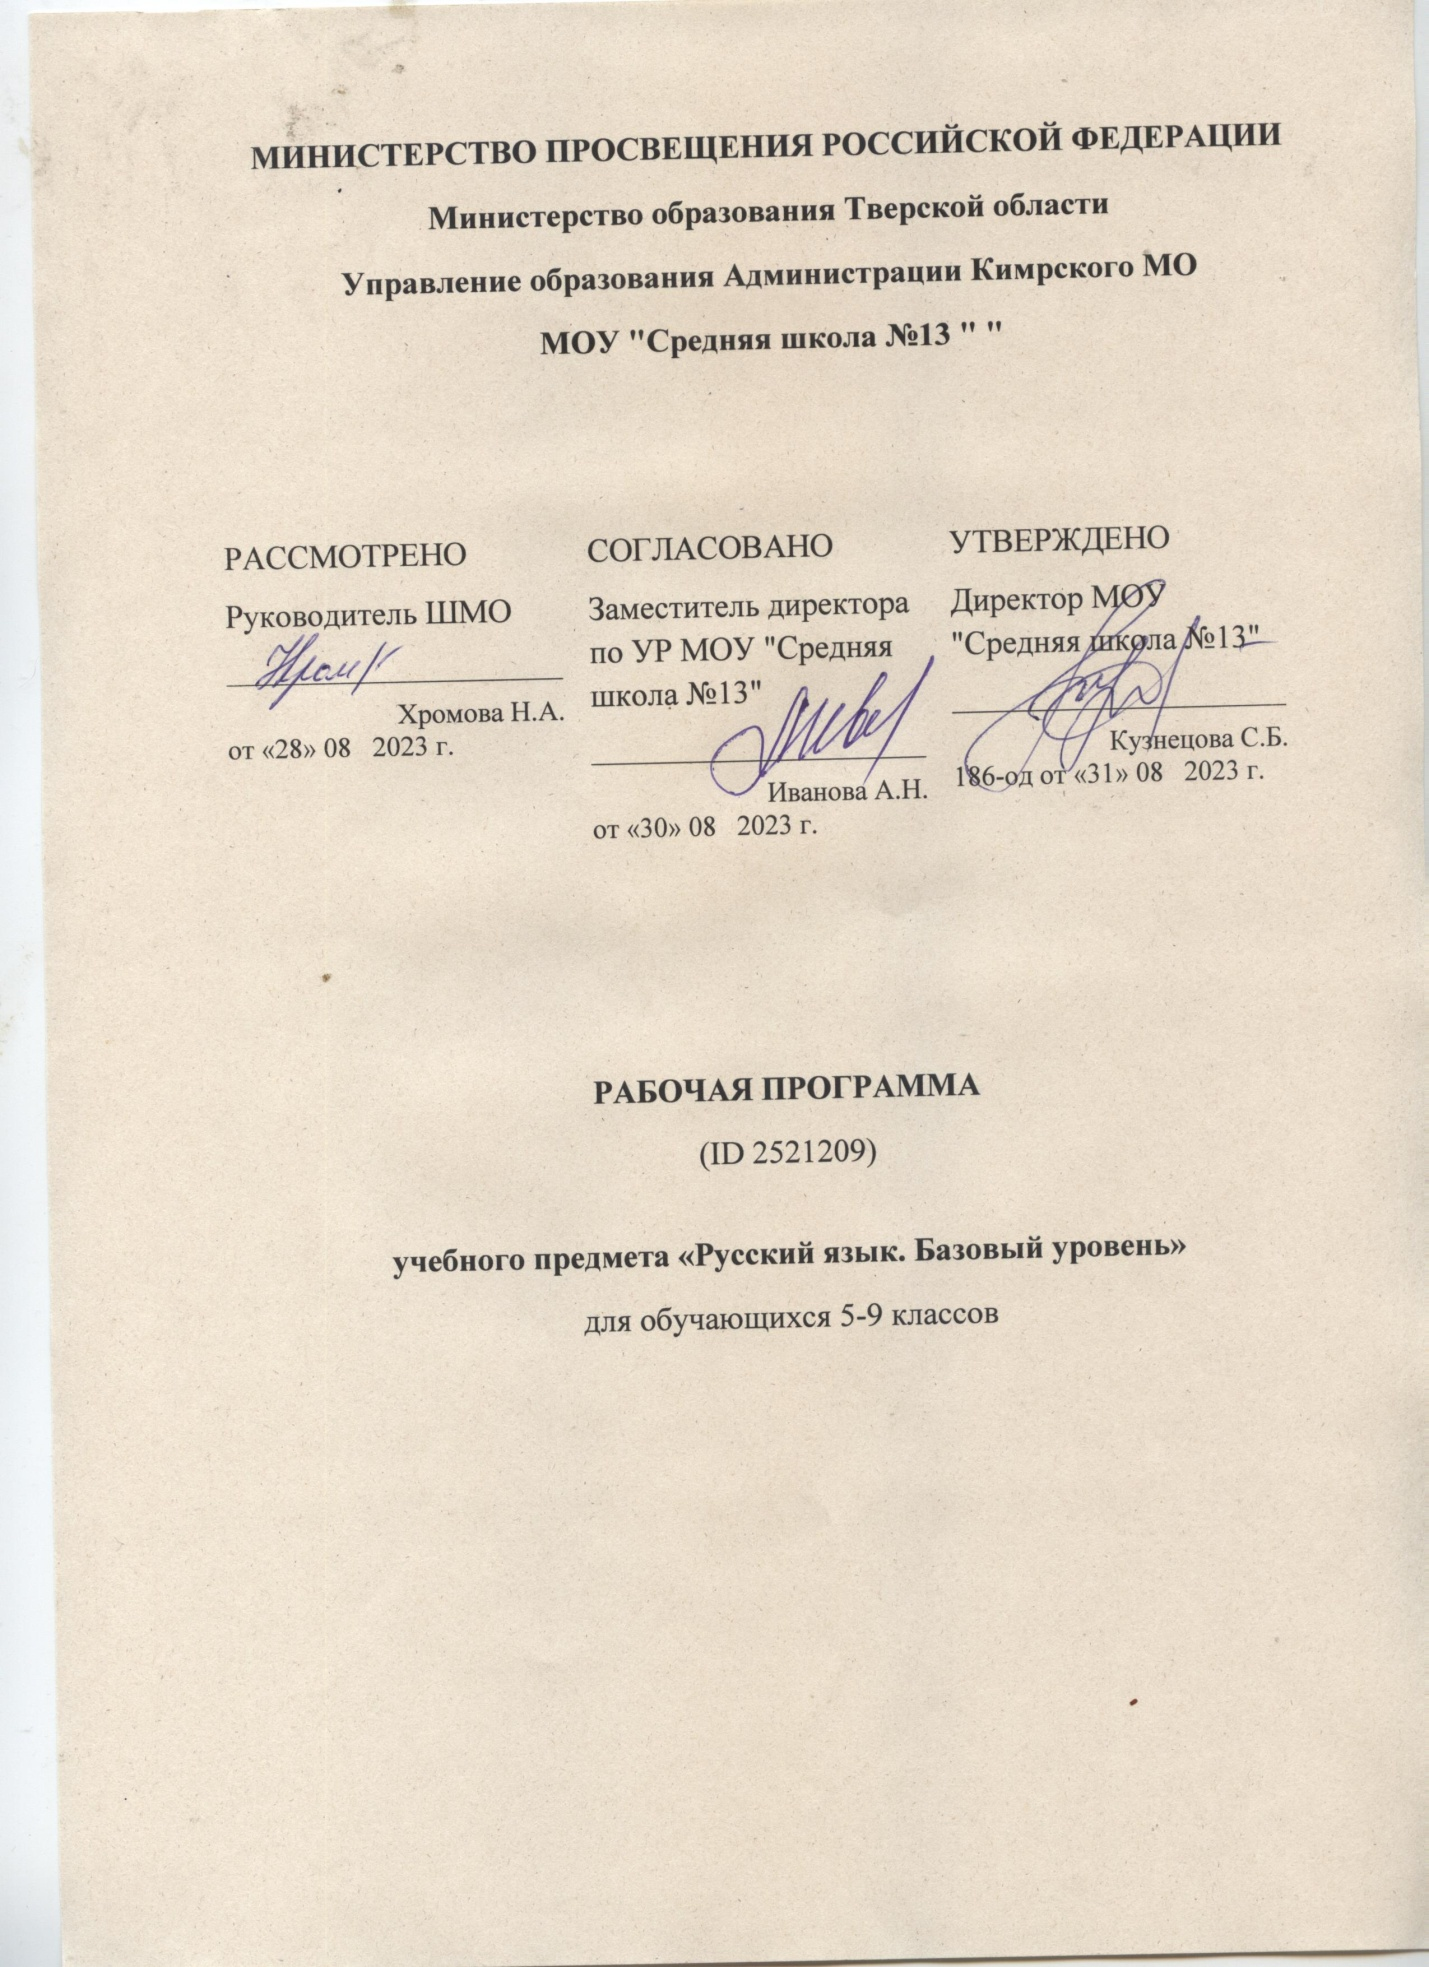 МИНИСТЕРСТВО ПРОСВЕЩЕНИЯ РОССИЙСКОЙ ФЕДЕРАЦИИ
Министерство образования Тверской области
Управление образования Администрации Кимрского МО
МОУ "Средняя школа №13 " "
РАССМОТРЕНО
Руководитель ШМО
Хромова Н.А.
от «28» 08 2023 г.
СОГЛАСОВАНО
Заместитель директора
по УР МОУ "Средняя
школа №13"
Иванова А.Н.
от «30» 08 2023 г.
УТВЕРЖДЕНО
Директор МОУ
"Средняя школа №13"
Кузнецова С.Б.
186-од от «31» 08 2023 г.
РАБОЧАЯ ПРОГРАММА
(ID 2521209)
учебного предмета «Русский язык. Базовый уровень»
для обучающихся 5-9 классов